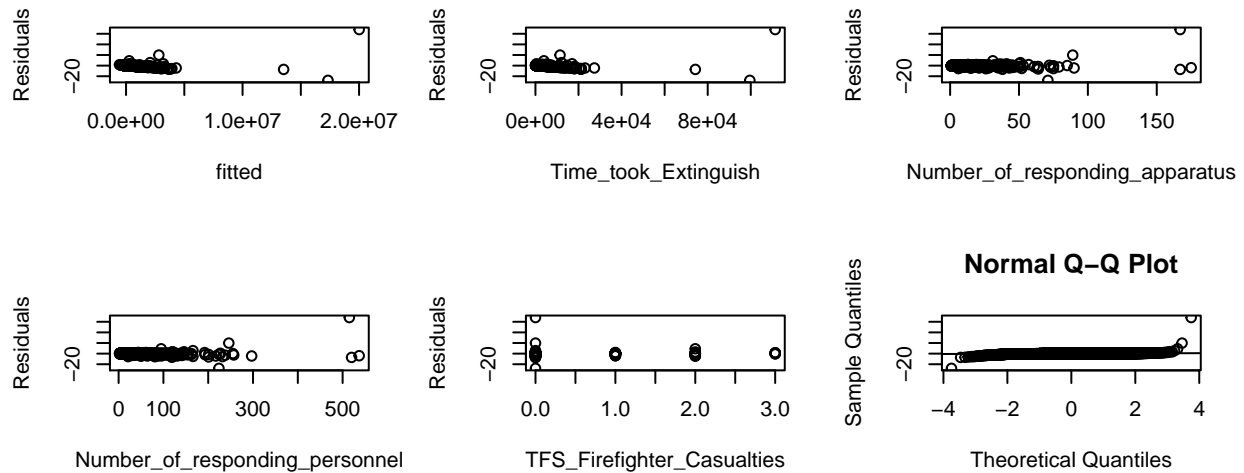 Residuals
−20
0.0e+00 1.0e+07 2.0e+07
fitted
Residuals
−20
0e+00 4e+04 8e+04
Time_took_Extinguish
Residuals
−20
0 50 100 150
Number_of_responding_apparatus
Residuals
−20
0 100 300 500
Number_of_responding_personnel
Residuals
−20
0.0 1.0 2.0 3.0
TFS_Firefighter_Casualties
Normal Q−Q Plot
Sample Quantiles
−20
−4 −2 0 2 4
Theoretical Quantiles